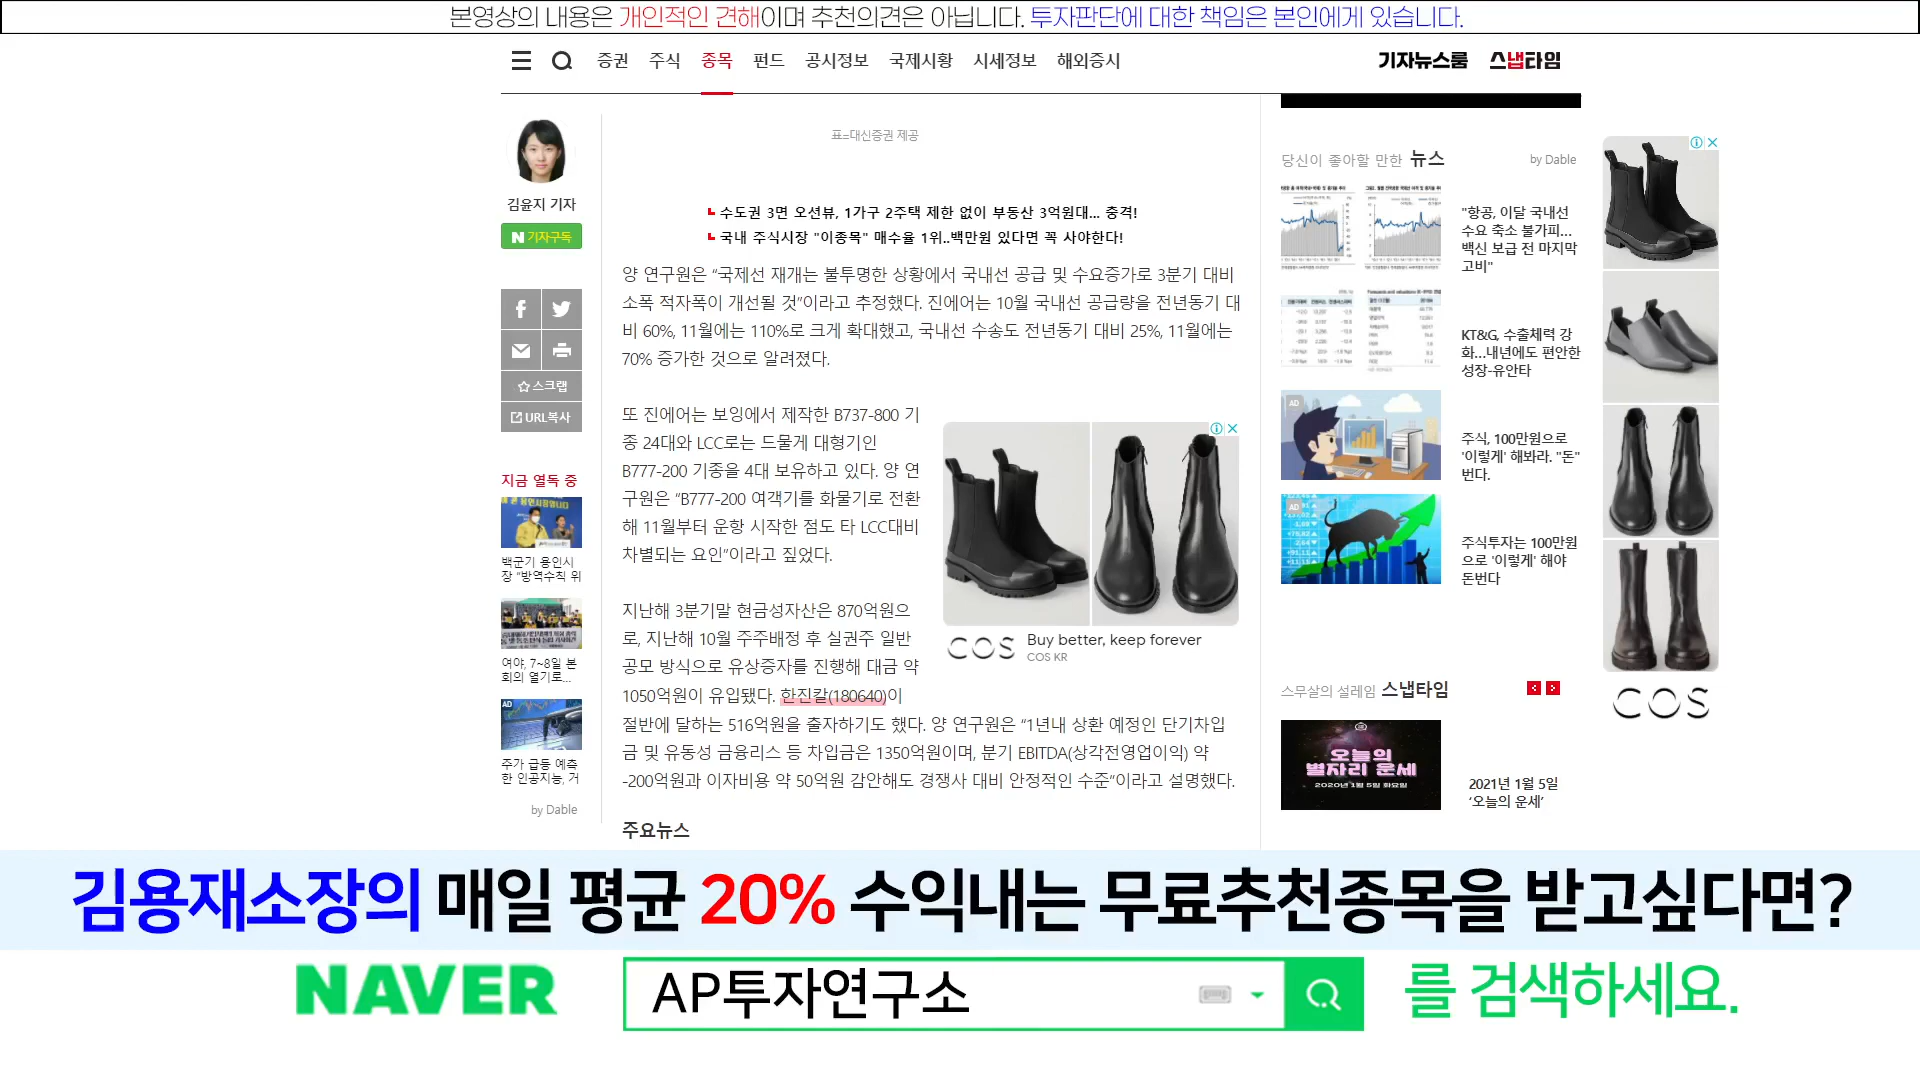 본영상의 내용은 개인적인 견해이며 추천의견은 아닙니다. 투자판단에 대한 책임은 본인에게 있습니다.
증권 주식 종목 펀드 공시정보 국제시황 시세정보 해외증시
기자뉴스룸 스냅타임
김윤지 기자
N 기자구독
스크랩
URL복사
지금 열독 중
백군기 용인시
장 “방역수칙 위
여야, 7~8일 본
회의 열기로...
AD
주가 급등 예측
한 인공지능, 거
by Dable
표=대신증권 제공
수도권 3면 오션뷰, 1가구 2주택 제한 없이 부동산 3억원대... 충격!
국내 주식시장 "이종목" 매수율 1위..백만원 있다면 꼭 사야한다!
양 연구원은 “국제선 재개는 불투명한 상황에서 국내선 공급 및 수요증가로 3분기 대비
소폭 적자폭이 개선될 것”이라고 추정했다. 진에어는 10월 국내선 공급량을 전년동기 대
비 60%, 11월에는 110%로 크게 확대했고, 국내선 수송도 전년동기 대비 25%, 11월에는
70% 증가한 것으로 알려졌다.
또 진에어는 보잉에서 제작한 B737-800 기
종 24대와 LCC로는 드물게 대형기인
B777-200 기종을 4대 보유하고 있다. 양 연
구원은 “B777-200 여객기를 화물기로 전환
해 11월부터 운항 시작한 점도 타 LCC대비
차별되는 요인”이라고 짚었다.
지난해 3분기말 현금성자산은 870억원으
로, 지난해 10월 주주배정 후 실권주 일반
공모 방식으로 유상증자를 진행해 대금 약
1050억원이 유입됐다. 한진칼(180640)이
절반에 달하는 516억원을 출자하기도 했다. 양 연구원은 “1년내 상환 예정인 단기차입
금 및 유동성 금융리스 등 차입금은 1350억원이며, 분기 EBITDA(상각전영업이익) 약
-200억원과 이자비용 약 50억원 감안해도 경쟁사 대비 안정적인 수준”이라고 설명했다.
주요뉴스
COS
Buy better, keep forever
COS KR
당신이 좋아할 만한 뉴스
by Dable
"항공, 이달 국내선
수요 축소 불가피...
백신 보급 전 마지막
고비"
KT&G, 수출체력 강
화...내년에도 편안한
성장-유안타
AD
주식, 100만원으로
'이렇게' 해봐라. "돈"
번다.
AD
주식투자는 100만원
으로 '이렇게' 해야
돈번다
스무살의 설레임 스냅타임
오늘의
별자리 운세
2020년 1월 5일 화요일
2021년 1월 5일
‘오늘의 운세’
COS
김용재소장의 매일 평균 20% 수익내는 무료추천종목을 받고싶다면?
NAVER AP투자연구소 를 검색하세요.